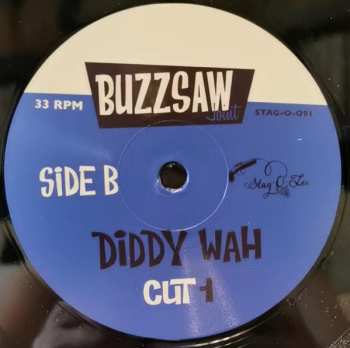 BUZZSAW
Joint
33 RPM
STAG-O-091
SiDE B
Stag-O-Lee
DiDDY WAH
CUT 1